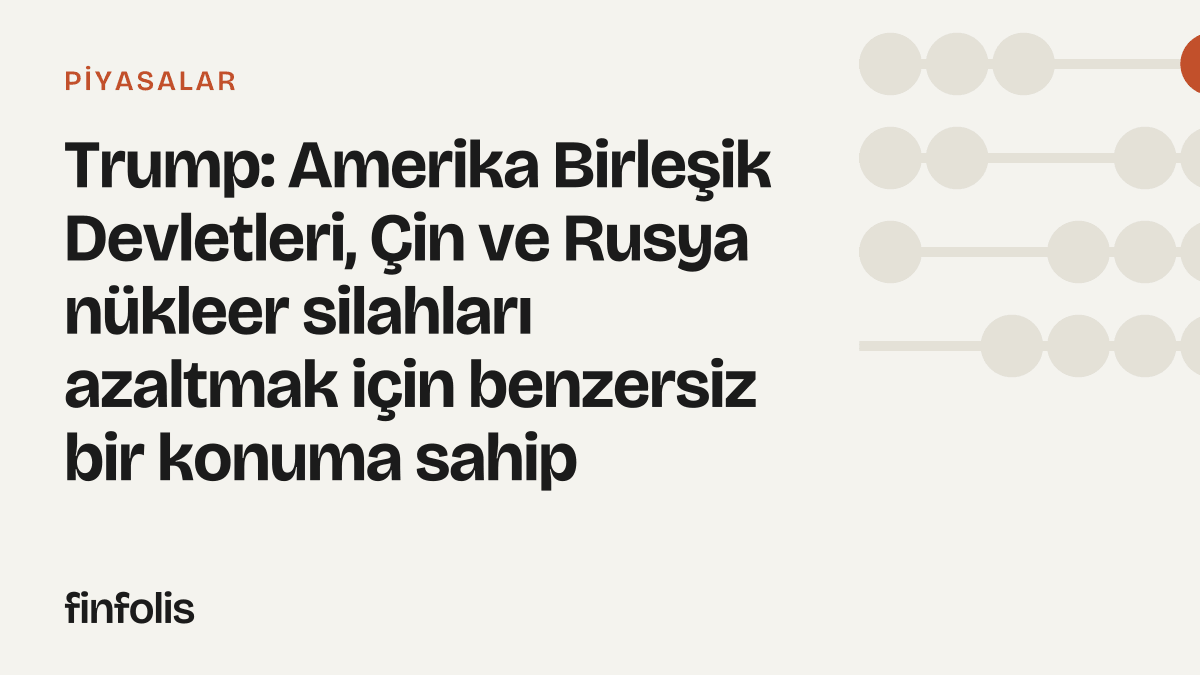 PİYASALAR
Trump: Amerika Birleşik
Devletleri, Çin ve Rusya
nükleer silahları
azaltmak için benzersiz
bir konuma sahip
finfolis